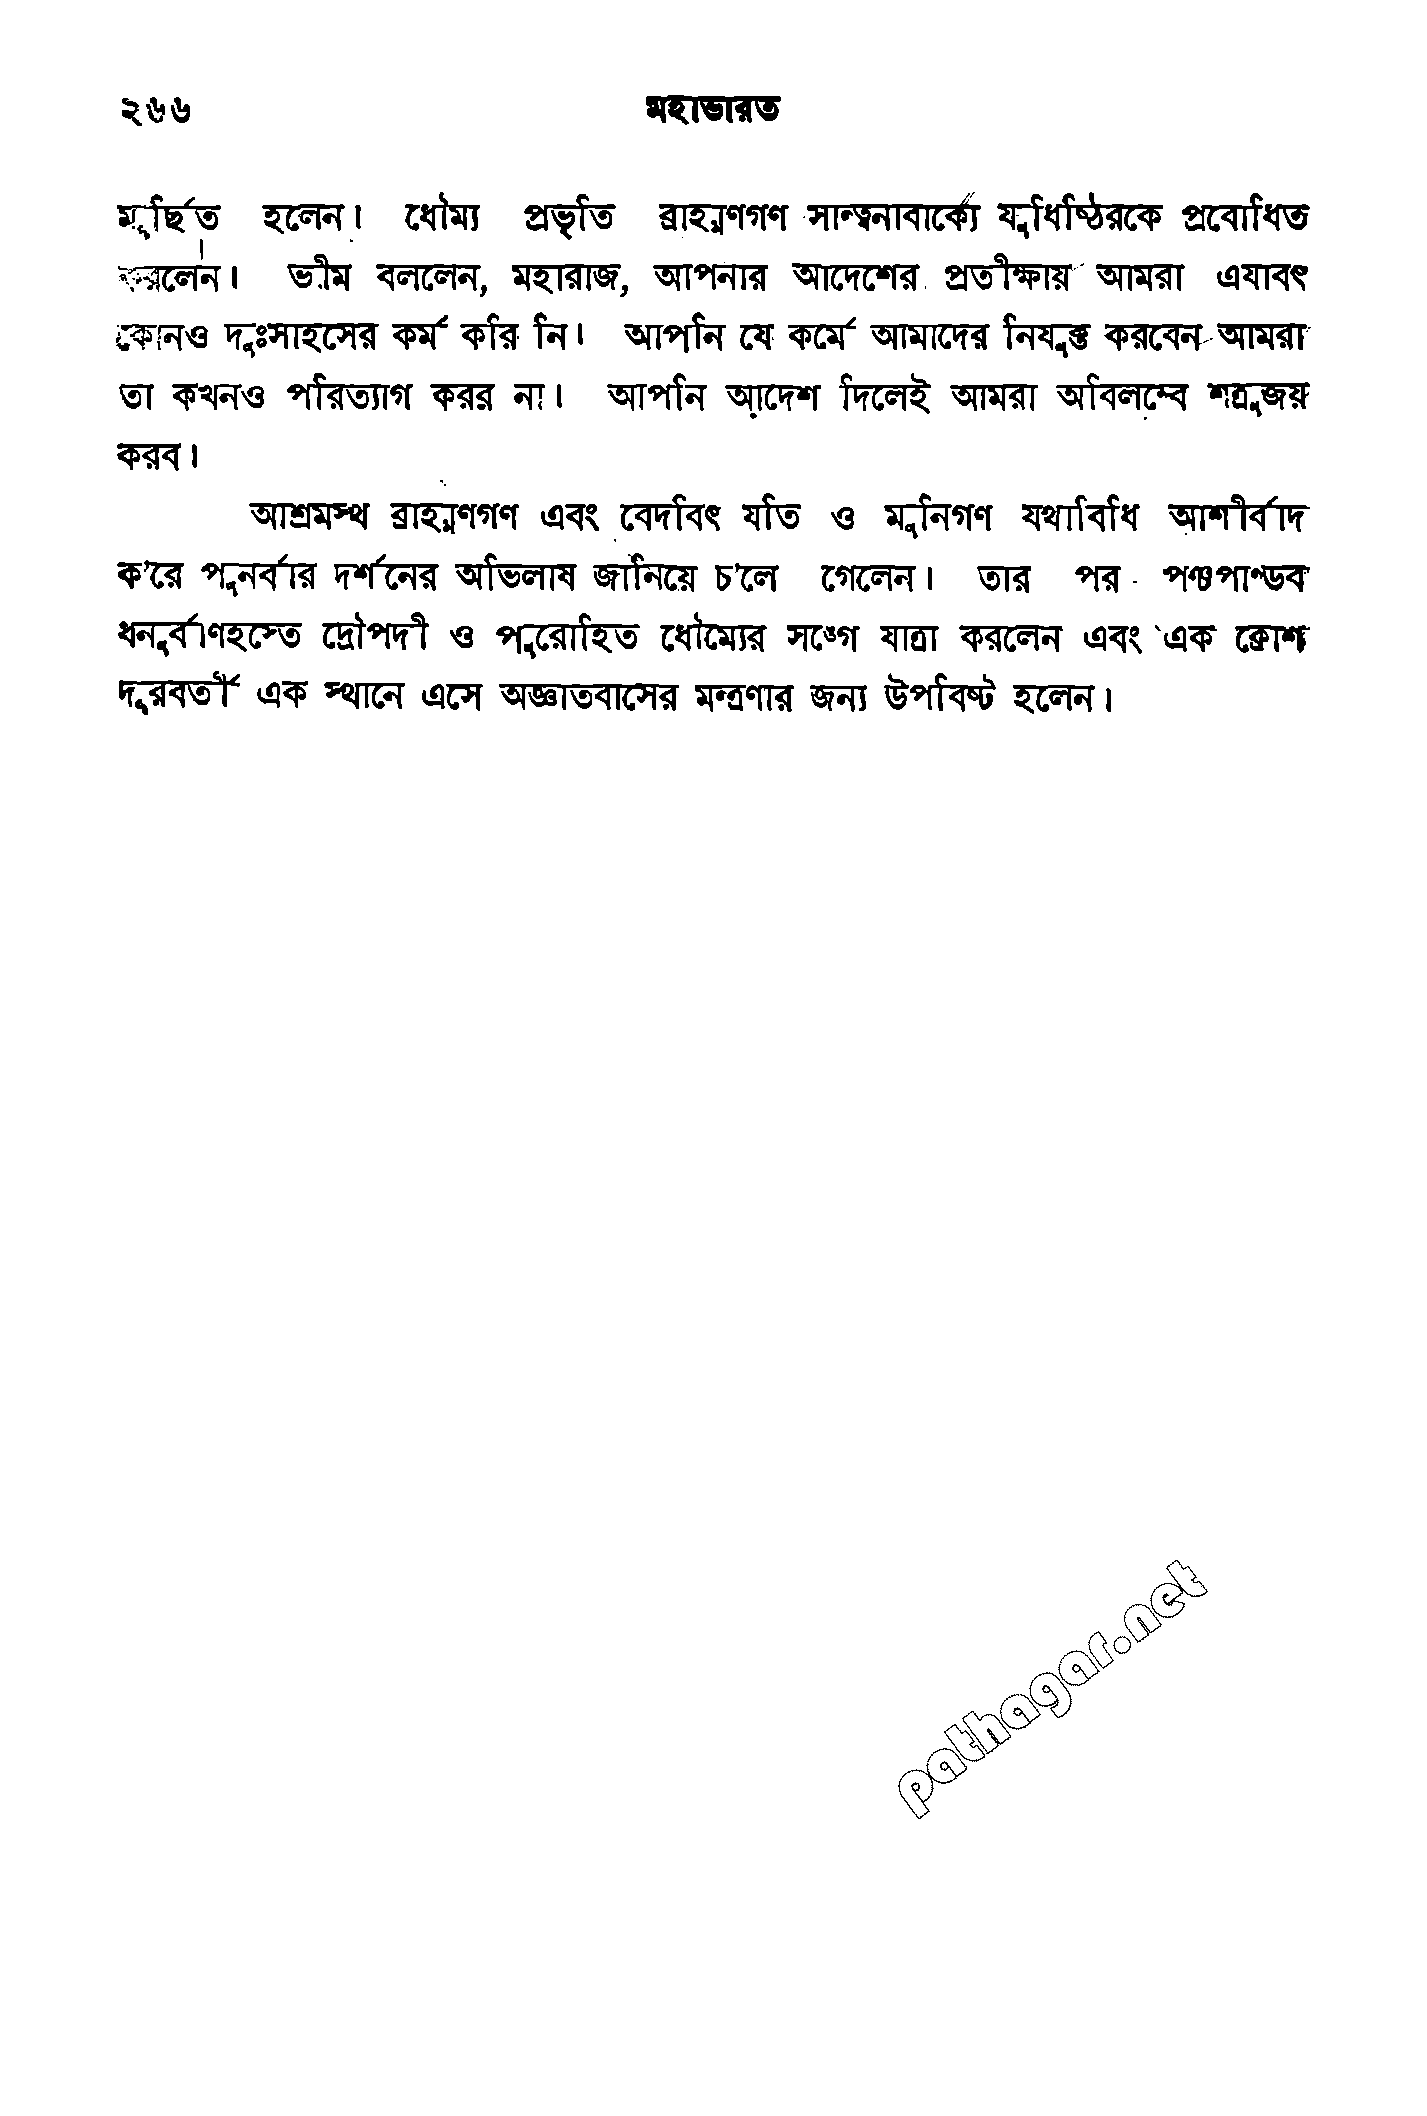 ২৬৬ মহাভারত
মূর্ছিত হলেন। ধৌম্য প্রভৃতি ব্রাহ্মণগণ সান্ত্বনাবাক্যে যুধিষ্ঠিরকে প্রবোধিত
করলেন। ভীম বললেন, মহারাজ, আপনার আদেশের প্রতীক্ষায় আমরা এযাবৎ
কোনও দুঃসাহসের কর্ম করি নি। আপনি যে কর্মে আমাদের নিযুক্ত করবেন আমরা
তা কখনও পরিত্যাগ করব না। আপনি আদেশ দিলেই আমরা অবিলম্বে শত্রুজয়
করব।
আশ্রমস্থ ব্রাহ্মণগণ এবং বেদবিৎ যতি ও মুনিগণ যথাবিধি আশীর্বাদ
ক'রে পুনর্বার দর্শনের অভিলাষ জানিয়ে চ'লে গেলেন। তার পর পঞ্চপাণ্ডব
ধনুর্বাণহস্তে দ্রৌপদী ও পুরোহিত ধৌম্যের সঙ্গে যাত্রা করলেন এবং এক ক্রোশ
দূরবর্তী এক স্থানে এসে অজ্ঞাতবাসের মন্ত্রণার জন্য উপবিষ্ট হলেন।
pathagar.net